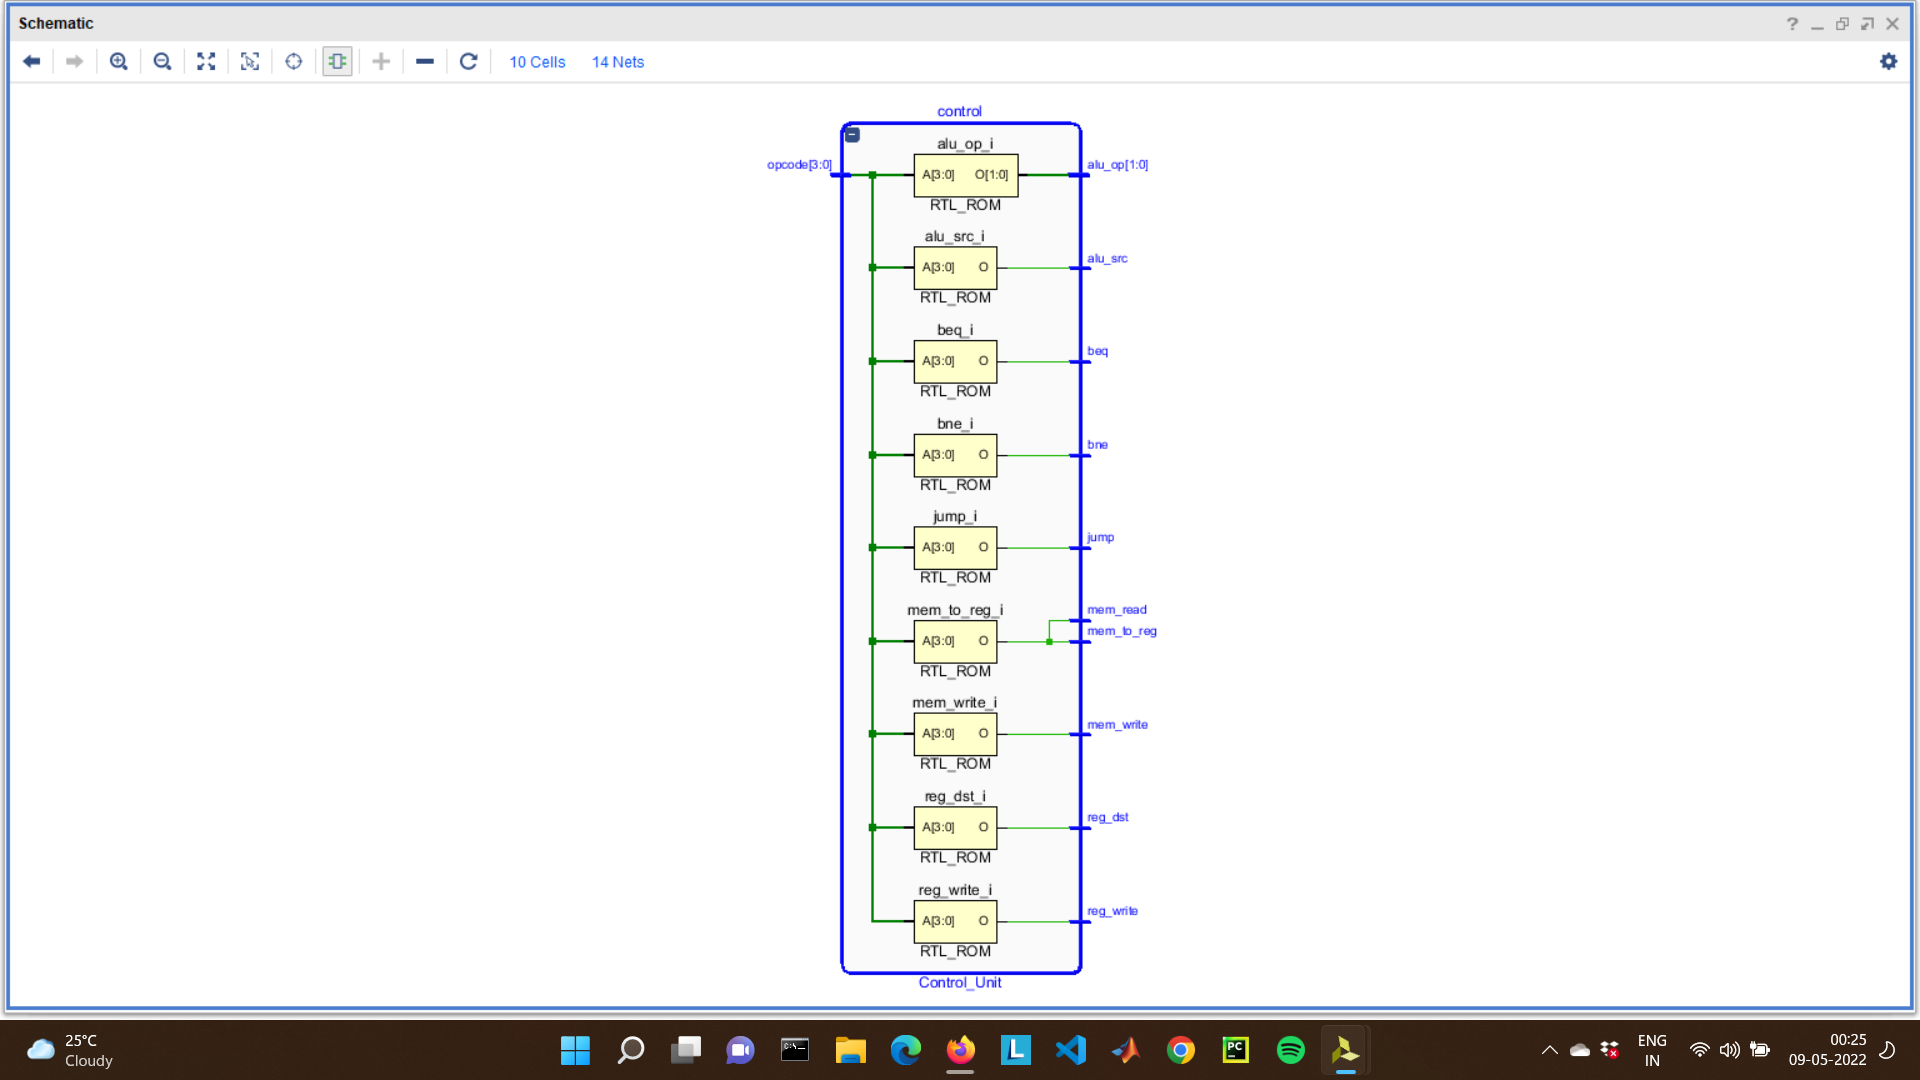 Schematic
?
10 Cells
14 Nets
control
alu_op_i
opcode[3:0]
A[3:0] O[1:0]
alu_op[1:0]
RTL_ROM
alu_src_i
A[3:0] O
alu_src
RTL_ROM
beq_i
A[3:0] O
beq
RTL_ROM
bne_i
A[3:0] O
bne
RTL_ROM
jump_i
A[3:0] O
jump
RTL_ROM
mem_to_reg_i
A[3:0] O
mem_read
mem_to_reg
RTL_ROM
mem_write_i
A[3:0] O
mem_write
RTL_ROM
reg_dst_i
A[3:0] O
reg_dst
RTL_ROM
reg_write_i
A[3:0] O
reg_write
RTL_ROM
Control_Unit
25°C
Cloudy
L
PC
ENG
IN
00:25
09-05-2022